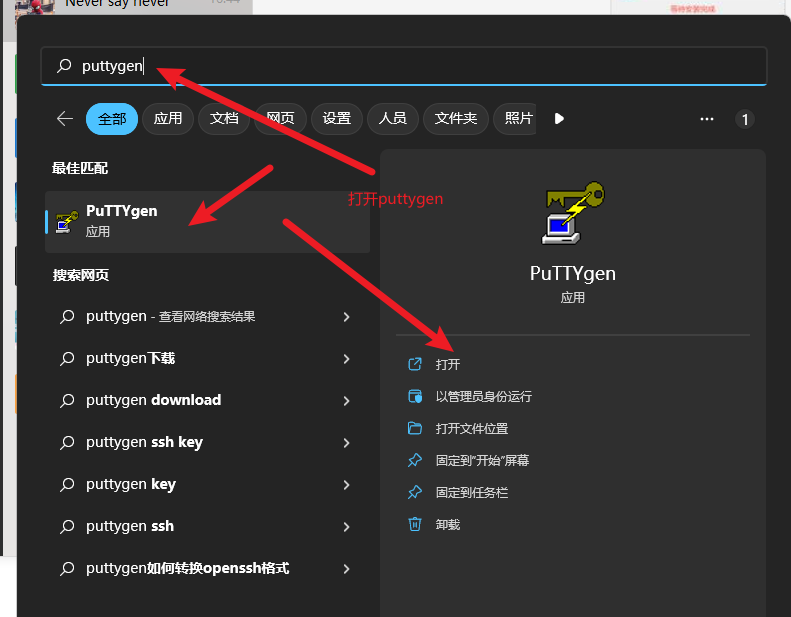 Never say never
16:44
等待安装完成
puttygen
全部
应用
文档
网页
设置
人员
文件夹
照片
1
最佳匹配
PuTTYgen
应用
打开puttygen
PuTTYgen
应用
搜索网页
puttygen - 查看网络搜索结果
puttygen下载
puttygen download
puttygen ssh key
puttygen key
puttygen ssh
puttygen如何转换openssh格式
打开
以管理员身份运行
打开文件位置
固定到"开始"屏幕
固定到任务栏
卸载